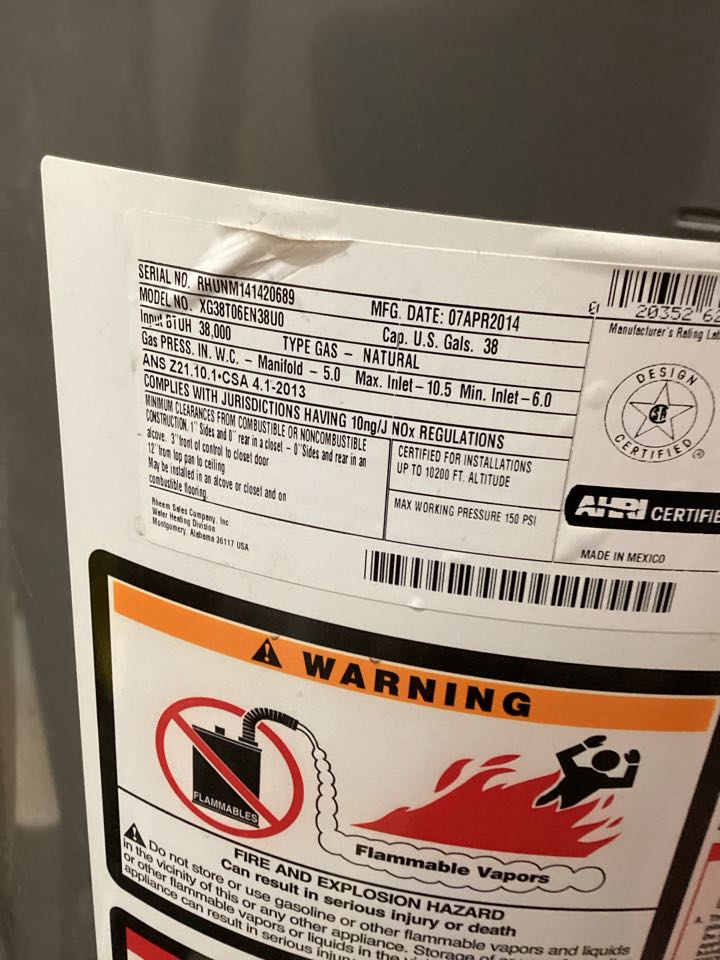 SERIAL NO. RHUNM141420689
MODEL NO. XG38T06EN38U0
MFG. DATE: 07APR2014
Input BTUH 38,000
Cap. U.S. Gals. 38
TYPE GAS - NATURAL
Gas PRESS. IN. W.C. - Manifold - 5.0 Max. Inlet - 10.5 Min. Inlet - 6.0
ANS Z21.10.1•CSA 4.1-2013
COMPLIES WITH JURISDICTIONS HAVING 10ng/J NOx REGULATIONS
MINIMUM CLEARANCES FROM COMBUSTIBLE OR NONCOMBUSTIBLE
CONSTRUCTION. 1" Sides and 0" rear in a closet - 0"Sides and rear in an
alcove. 3"front of control to closet door
12"from top pan to ceiling
May be installed in an alcove or closet and on
combustible flooring.
CERTIFIED FOR INSTALLATIONS
UP TO 10200 FT. ALTITUDE
MAX WORKING PRESSURE 150 PSI
Rheem Sales Company, Inc
Water Heating Division
Montgomery, Alabama 36117 USA
20352 62
Manufacturer's Rating Lab
DESIGN
CERTIFIED
AHRI CERTIFIE
MADE IN MEXICO
WARNING
FLAMMABLES
Flammable Vapors
FIRE AND EXPLOSION HAZARD
Can result in serious injury or death
Do not store or use gasoline or other flammable vapors and liquids
in the vicinity of this or any other appliance. Storage of
or other flammable vapors or liquids in the
appliance can result in serious